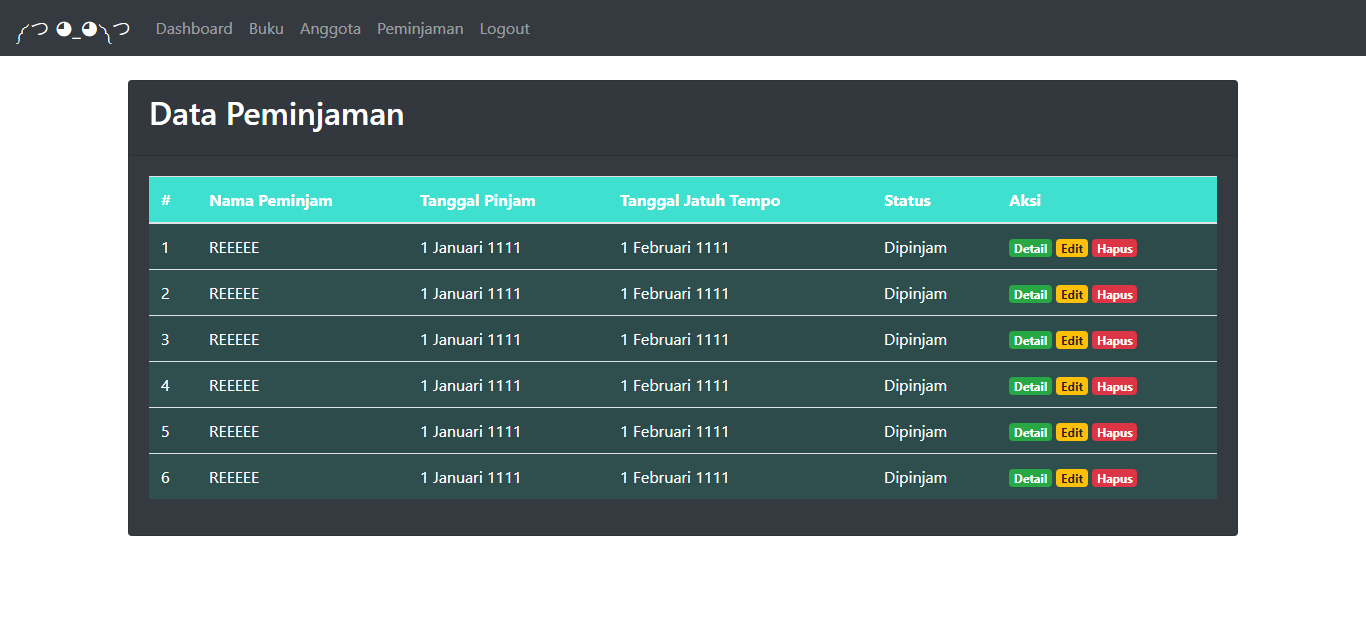 ༼つ ◕_◕༽つ Dashboard Buku Anggota Peminjaman Logout
Data Peminjaman
# Nama Peminjam Tanggal Pinjam Tanggal Jatuh Tempo Status Aksi
1 REEEEE 1 Januari 1111 1 Februari 1111 Dipinjam Detail Edit Hapus
2 REEEEE 1 Januari 1111 1 Februari 1111 Dipinjam Detail Edit Hapus
3 REEEEE 1 Januari 1111 1 Februari 1111 Dipinjam Detail Edit Hapus
4 REEEEE 1 Januari 1111 1 Februari 1111 Dipinjam Detail Edit Hapus
5 REEEEE 1 Januari 1111 1 Februari 1111 Dipinjam Detail Edit Hapus
6 REEEEE 1 Januari 1111 1 Februari 1111 Dipinjam Detail Edit Hapus